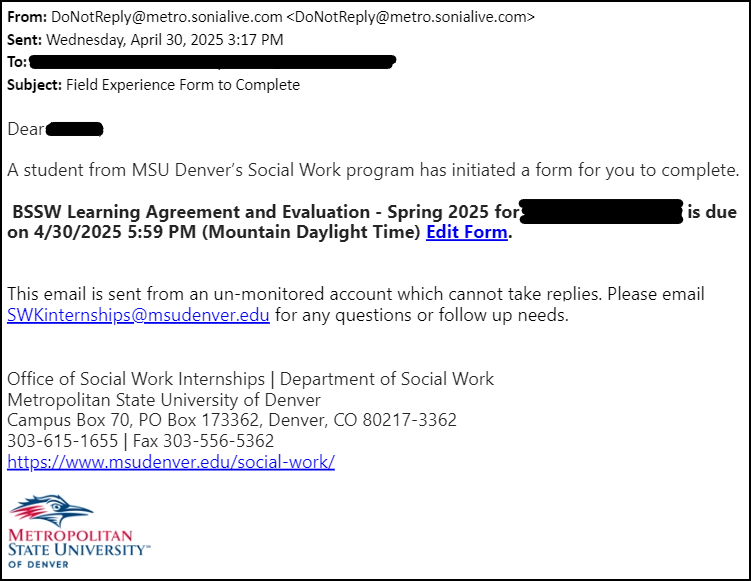 From: DoNotReply@metro.sonialive.com <DoNotReply@metro.sonialive.com>
Sent: Wednesday, April 30, 2025 3:17 PM
To:
Subject: Field Experience Form to Complete
Dear
A student from MSU Denver’s Social Work program has initiated a form for you to complete.
BSSW Learning Agreement and Evaluation - Spring 2025 for is due
on 4/30/2025 5:59 PM (Mountain Daylight Time) Edit Form.
This email is sent from an un-monitored account which cannot take replies. Please email
SWKinternships@msudenver.edu for any questions or follow up needs.
Office of Social Work Internships | Department of Social Work
Metropolitan State University of Denver
Campus Box 70, PO Box 173362, Denver, CO 80217-3362
303-615-1655 | Fax 303-556-5362
https://www.msudenver.edu/social-work/
METROPOLITAN
STATE UNIVERSITY™
OF DENVER